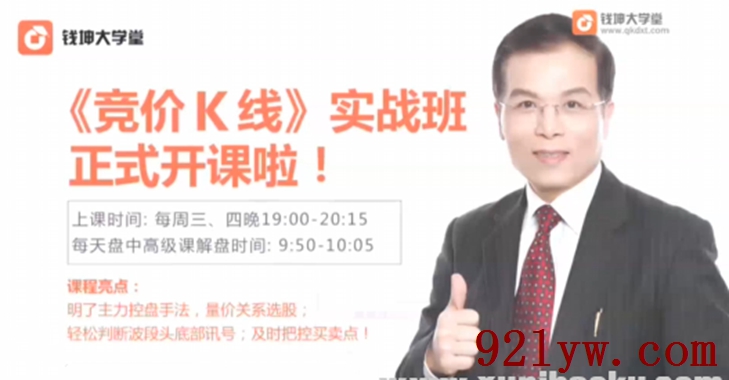 钱坤大学堂
钱坤大学堂
www.qkdxt.com
《竞价K线》实战班
正式开课啦！
上课时间: 每周三、四晚19:00-20:15
每天盘中高级课解盘时间: 9:50-10:05
课程亮点：
明了主力控盘手法，量价关系选股；
轻松判断波段头底部讯号；及时把控买卖点！
921yw.com